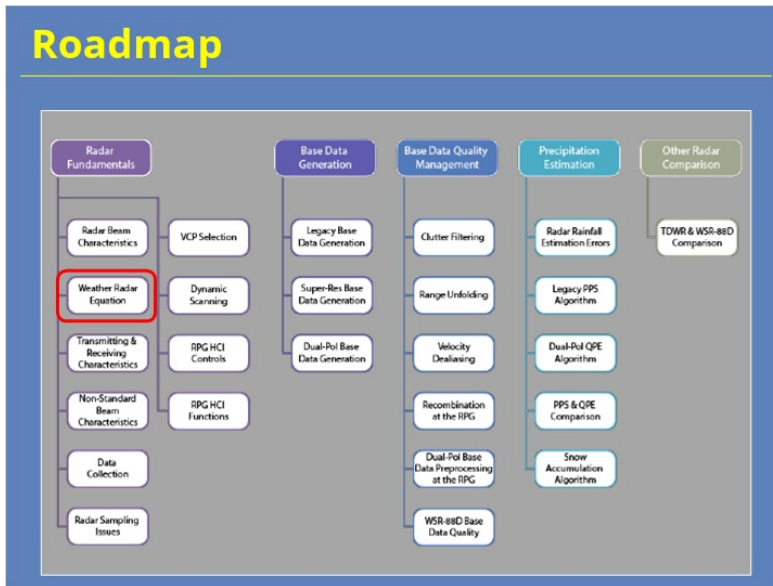 Roadmap
Radar
Fundamentals
Radar Beam
Characteristics
Weather Radar
Equation
Transmitting &
Receiving
Characteristics
Non-Standard
Beam
Characteristics
Data
Collection
Radar Sampling
Issues
VCP Selection
Dynamic
Scanning
RPG HCI
Controls
RPG HCI
Functions
Base Data
Generation
Legacy Base
Data Generation
Super-Res Base
Data Generation
Dual-Pol Base
Data Generation
Base Data Quality
Management
Clutter Filtering
Range Unfolding
Velocity
Dealiasing
Recombination
at the RPG
Dual-Pol Base
Data Preprocessing
at the RPG
WSR-88D Base
Data Quality
Precipitation
Estimation
Radar Rainfall
Estimation Errors
Legacy PPS
Algorithm
Dual-Pol QPE
Algorithm
PPS & QPE
Comparison
Snow
Accumulation
Algorithm
Other Radar
Comparison
TDWR & WSR-88D
Comparison